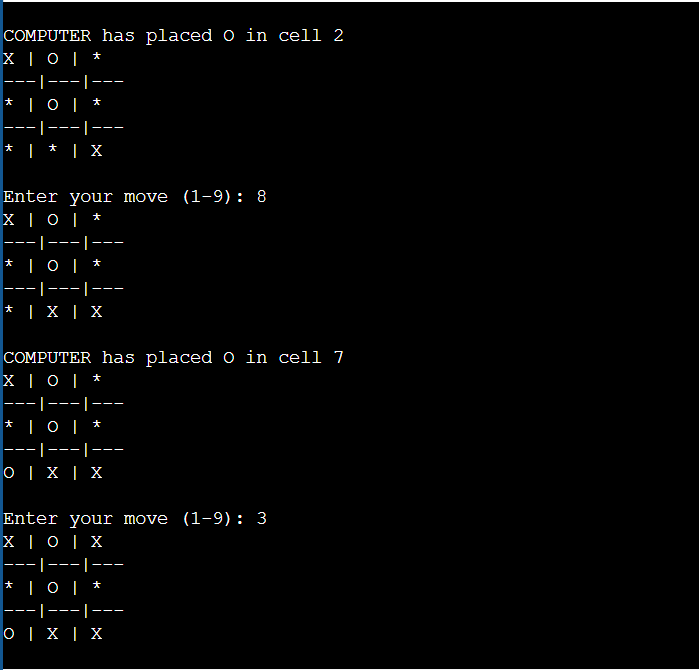 COMPUTER has placed O in cell 2
X | O | *
---|---|---
* | O | *
---|---|---
* | * | X
Enter your move (1-9): 8
X | O | *
---|---|---
* | O | *
---|---|---
* | X | X
COMPUTER has placed O in cell 7
X | O | *
---|---|---
* | O | *
---|---|---
O | X | X
Enter your move (1-9): 3
X | O | X
---|---|---
* | O | *
---|---|---
O | X | X